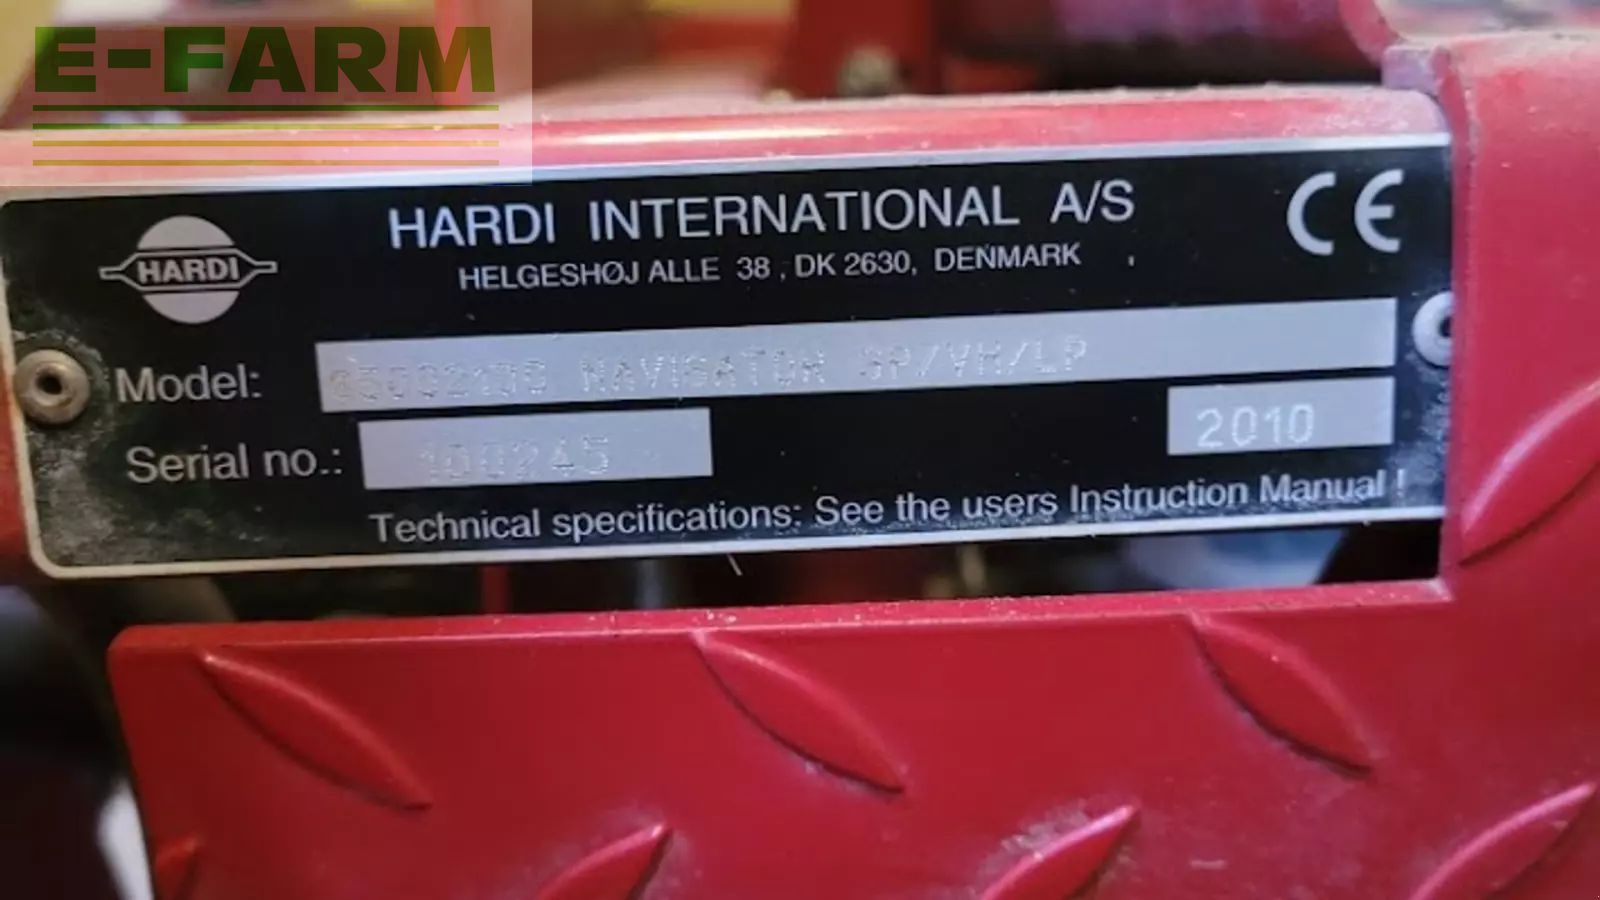 E-FARM
HARDI INTERNATIONAL A/S
HELGESHØJ ALLE 38, DK 2630, DENMARK
CE
HARDI
Model: NAVIGATOR
Serial no.: 100245
2010
Technical specifications: See the users Instruction Manual !